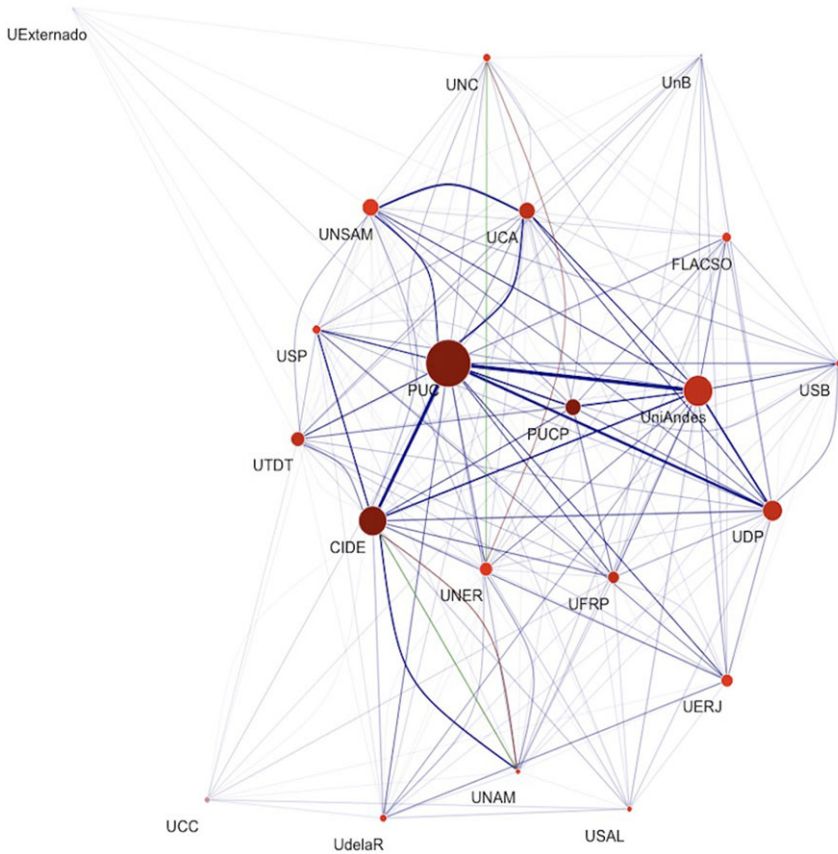 UExternado
UNC
UnB
UNSAM
UCA
FLACSO
USP
PUC
USB
UniAndes
PUCP
UTDT
UDP
CIDE
UNER
UFRP
UERJ
UNAM
UCC
USAL
UdelaR